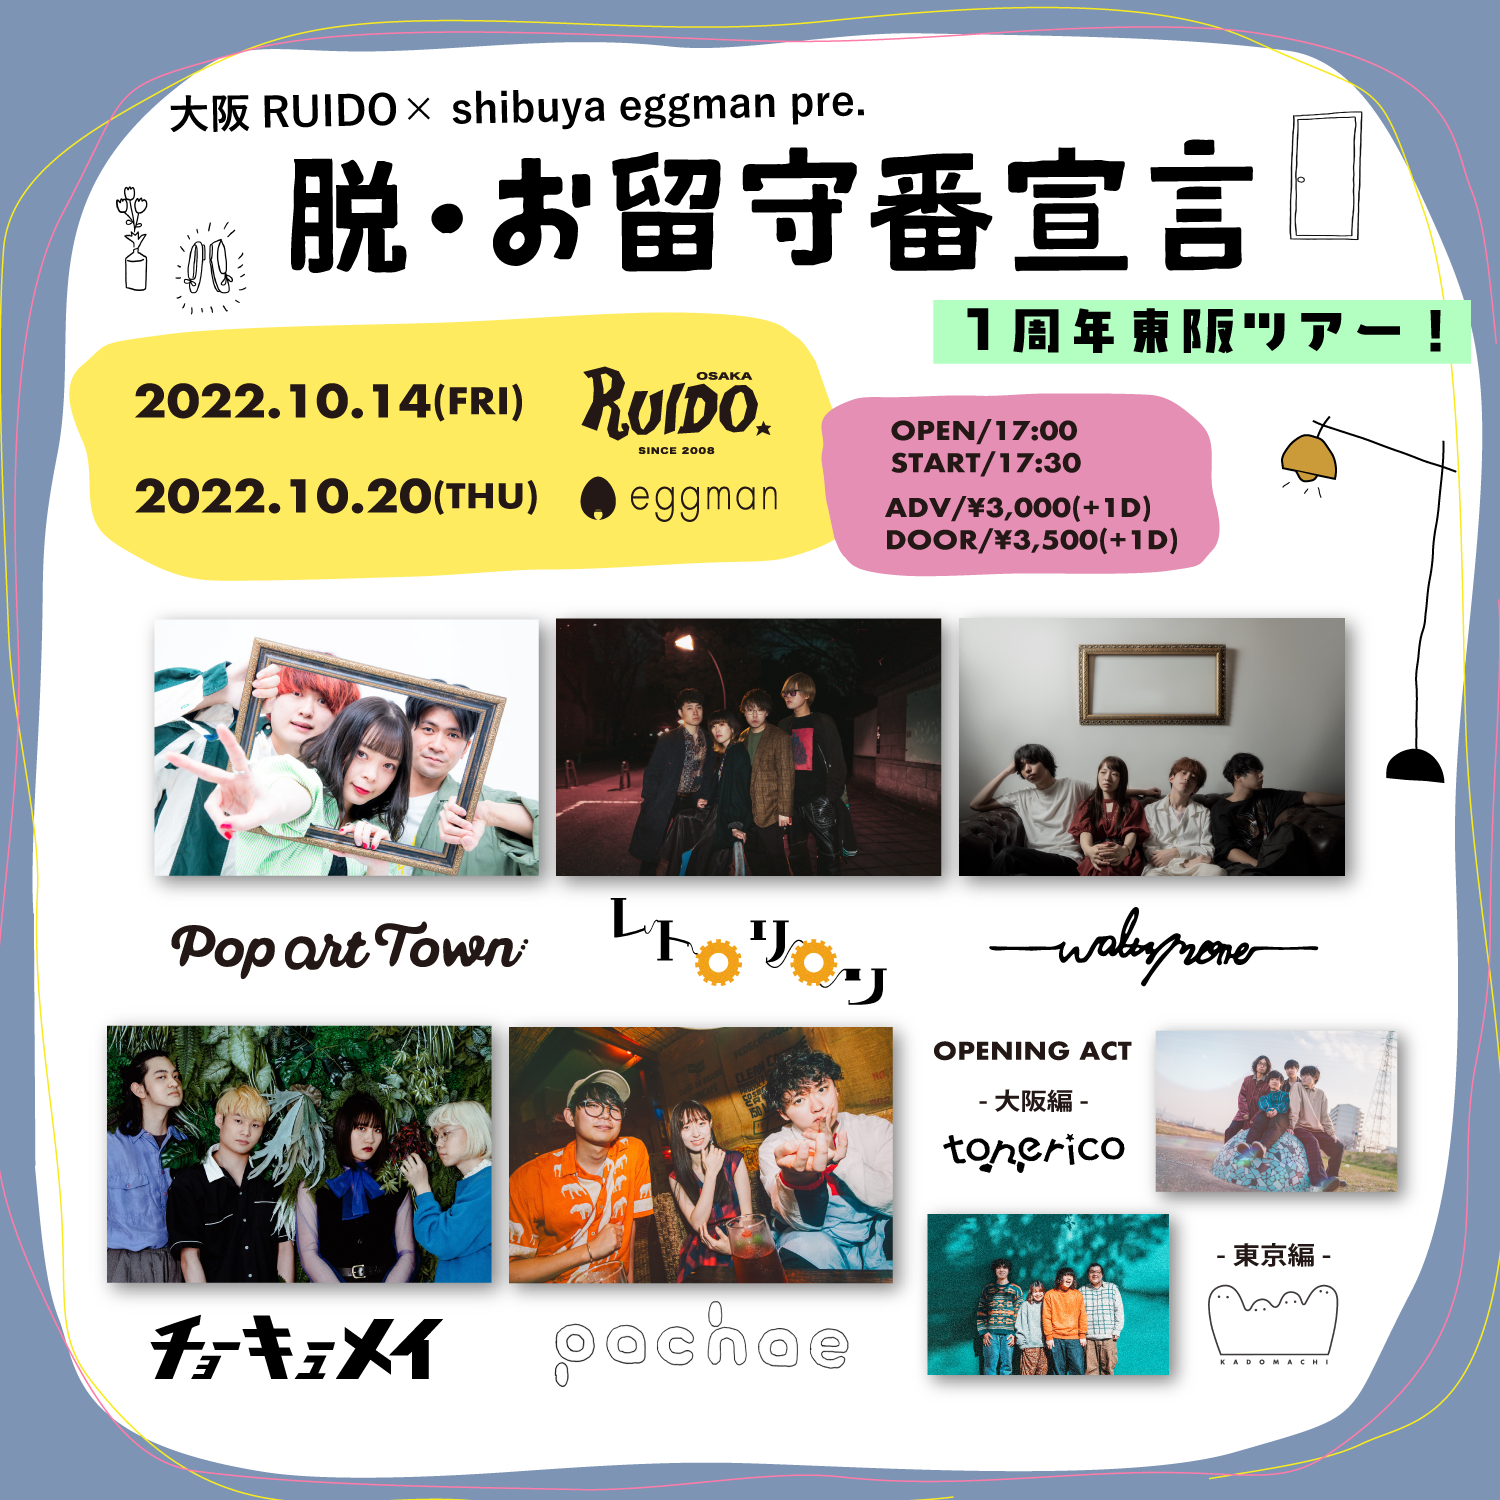 大阪 RUIDO× shibuya eggman pre.
脱・お留守番宣言
1周年東阪ツアー！
2022.10.14(FRI)
OSAKA
RUIDO
SINCE 2008
2022.10.20(THU)
eggman
OPEN/17:00
START/17:30
ADV/¥3,000(+1D)
DOOR/¥3,500(+1D)
Pop art Town
レトロリロン
waltzmore
チョーキューメイ
pachae
OPENING ACT
- 大阪編 -
tonerico
- 東京編 -
KADOMACHI